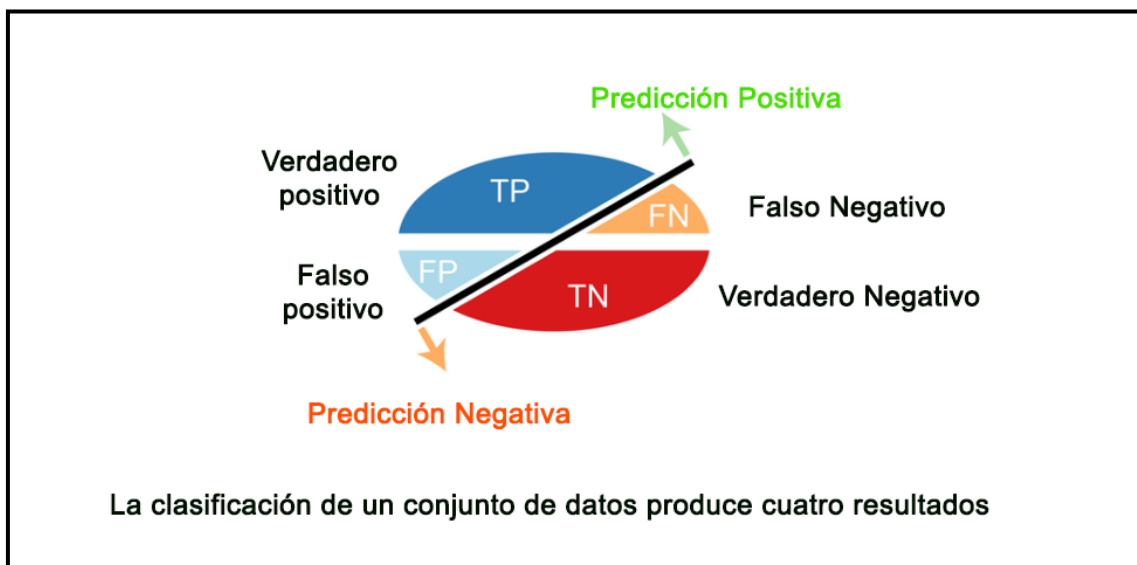 Predicción Positiva
Verdadero
positivo
TP
FN
Falso Negativo
Falso
positivo
FP
TN
Verdadero Negativo
Predicción Negativa
La clasificación de un conjunto de datos produce cuatro resultados